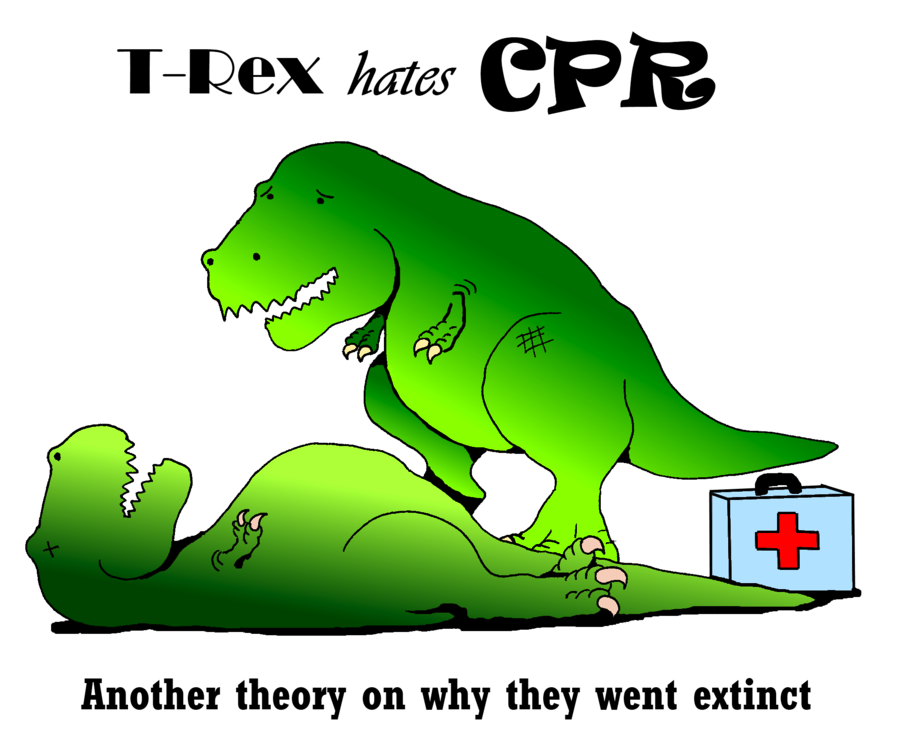 T-Rex hates CPR
Another theory on why they went extinct